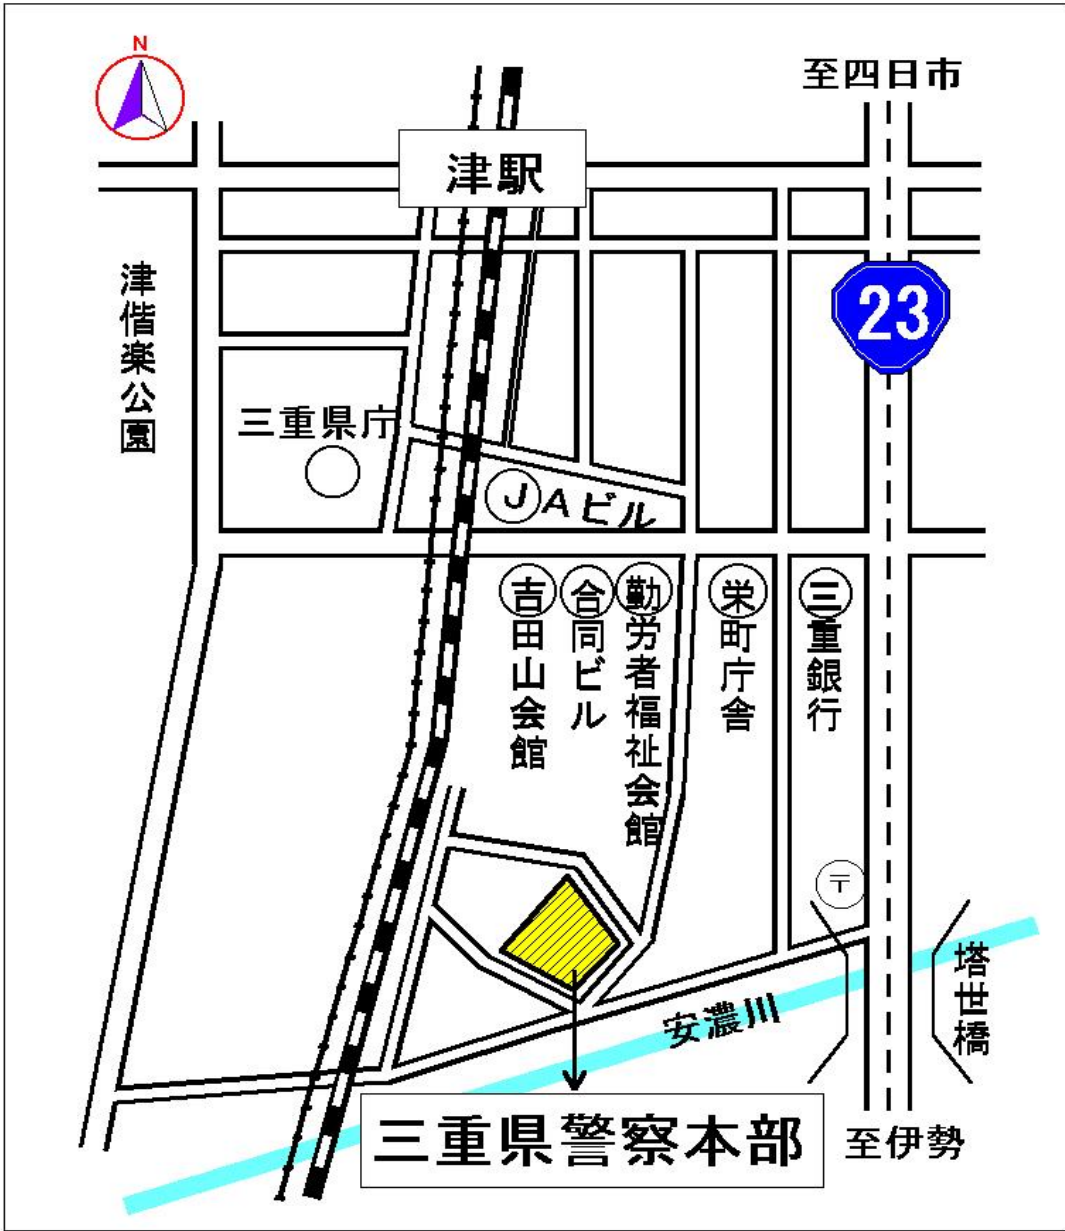 N
至四日市
津駅
津偕楽公園
23
三重県庁
JAビル
吉田山会館
合同ビル
勤労者福祉会館
栄町庁舎
三重銀行
〒
塔世橋
安濃川
三重県警察本部
至伊勢